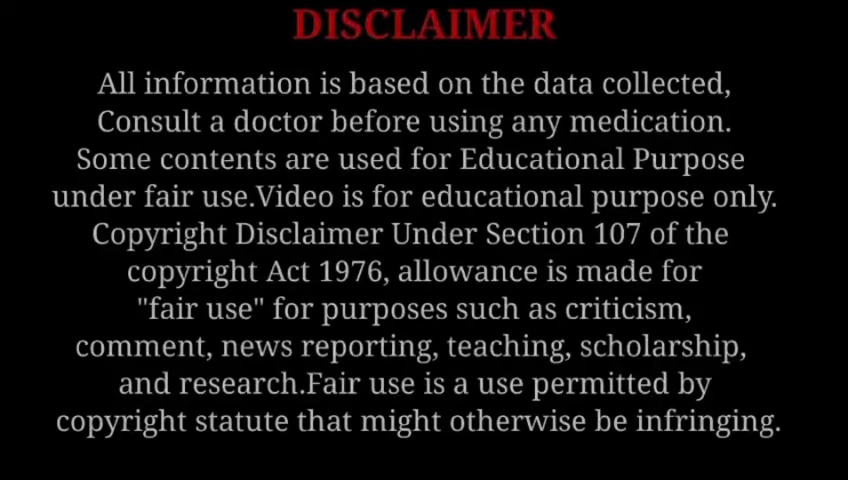 DISCLAIMER
All information is based on the data collected,
Consult a doctor before using any medication.
Some contents are used for Educational Purpose
under fair use.Video is for educational purpose only.
Copyright Disclaimer Under Section 107 of the
copyright Act 1976, allowance is made for
"fair use" for purposes such as criticism,
comment, news reporting, teaching, scholarship,
and research.Fair use is a use permitted by
copyright statute that might otherwise be infringing.